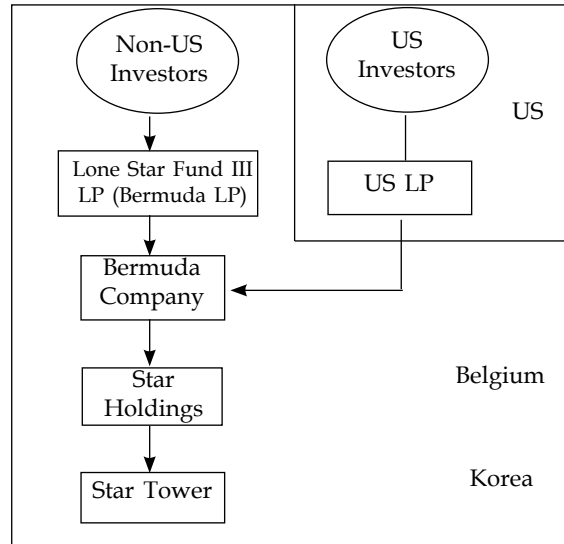 Non-US
Investors
US
Investors
US
Lone Star Fund III
LP (Bermuda LP)
US LP
Bermuda
Company
Star
Holdings
Belgium
Star Tower
Korea